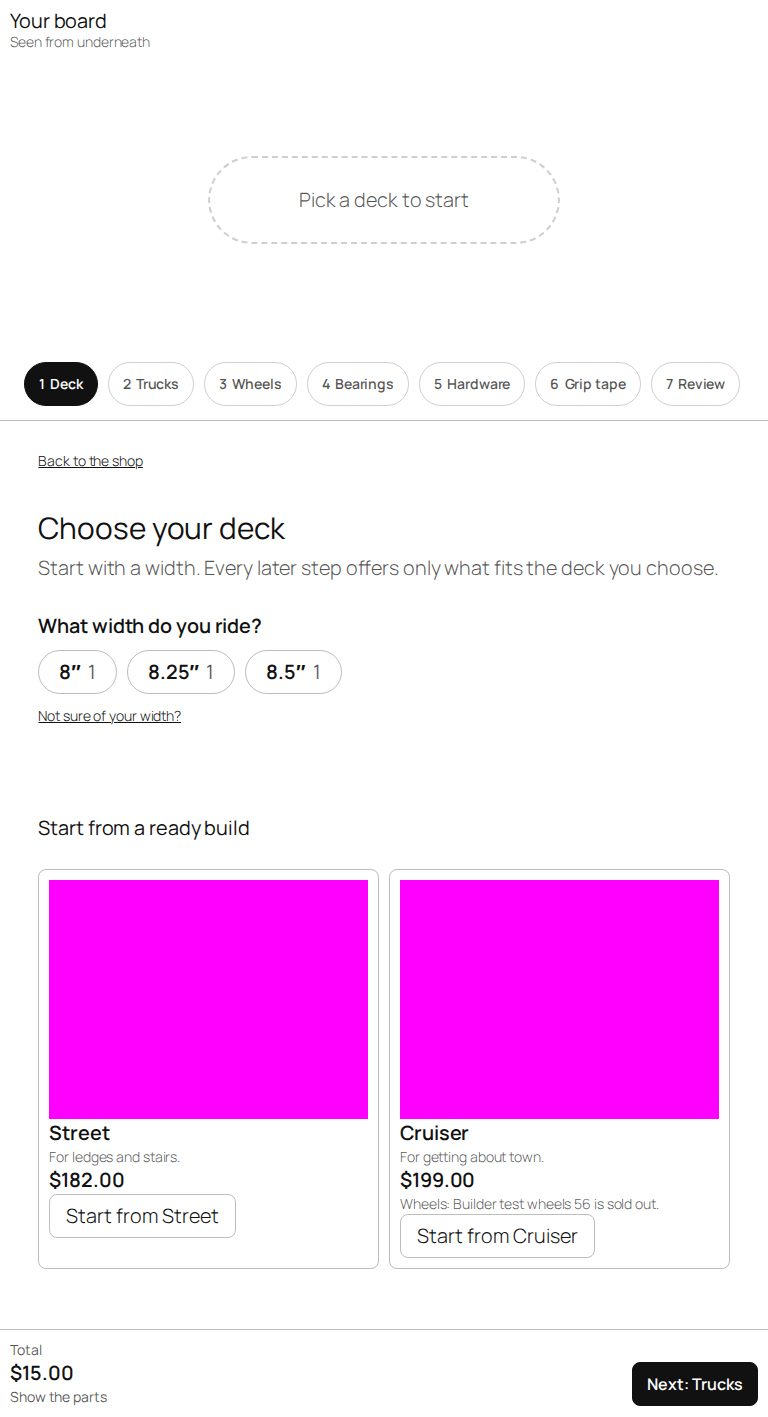 Your board
Seen from underneath
Pick a deck to start
1 Deck
2 Trucks
3 Wheels
4 Bearings
5 Hardware
6 Grip tape
7 Review
Back to the shop
Choose your deck
Start with a width. Every later step offers only what fits the deck you choose.
What width do you ride?
8″ 1
8.25″ 1
8.5″ 1
Not sure of your width?
Start from a ready build
Street
For ledges and stairs.
$182.00
Start from Street
Cruiser
For getting about town.
$199.00
Wheels: Builder test wheels 56 is sold out.
Start from Cruiser
Total
$15.00
Show the parts
Next: Trucks